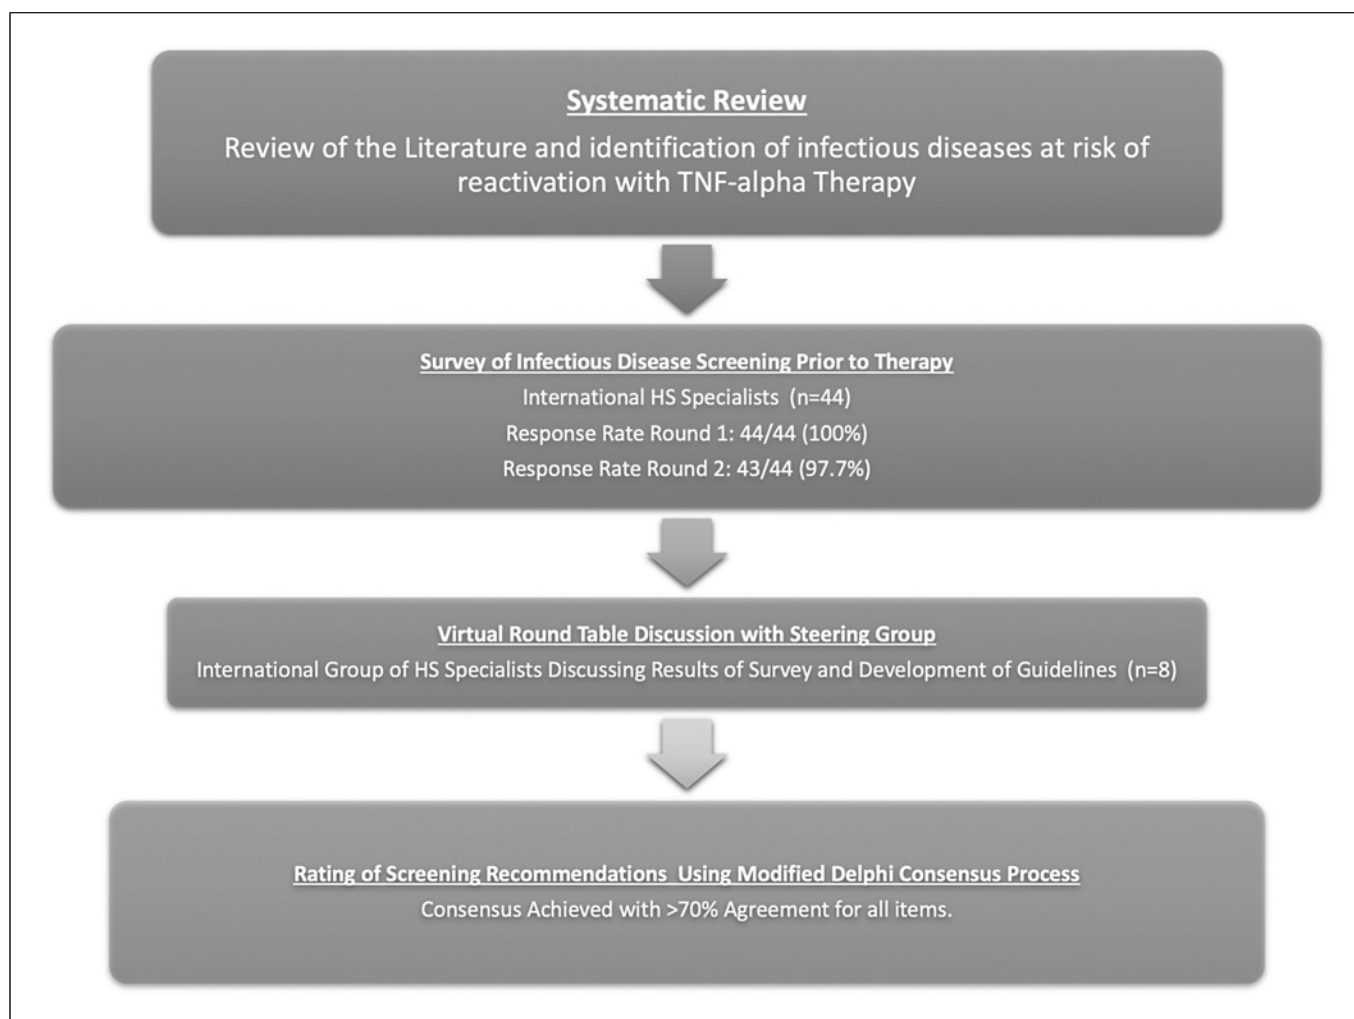 Systematic Review
Review of the Literature and identification of infectious diseases at risk of
reactivation with TNF-alpha Therapy
Survey of Infectious Disease Screening Prior to Therapy
International HS Specialists (n=44)
Response Rate Round 1: 44/44 (100%)
Response Rate Round 2: 43/44 (97.7%)
Virtual Round Table Discussion with Steering Group
International Group of HS Specialists Discussing Results of Survey and Development of Guidelines (n=8)
Rating of Screening Recommendations Using Modified Delphi Consensus Process
Consensus Achieved with >70% Agreement for all items.